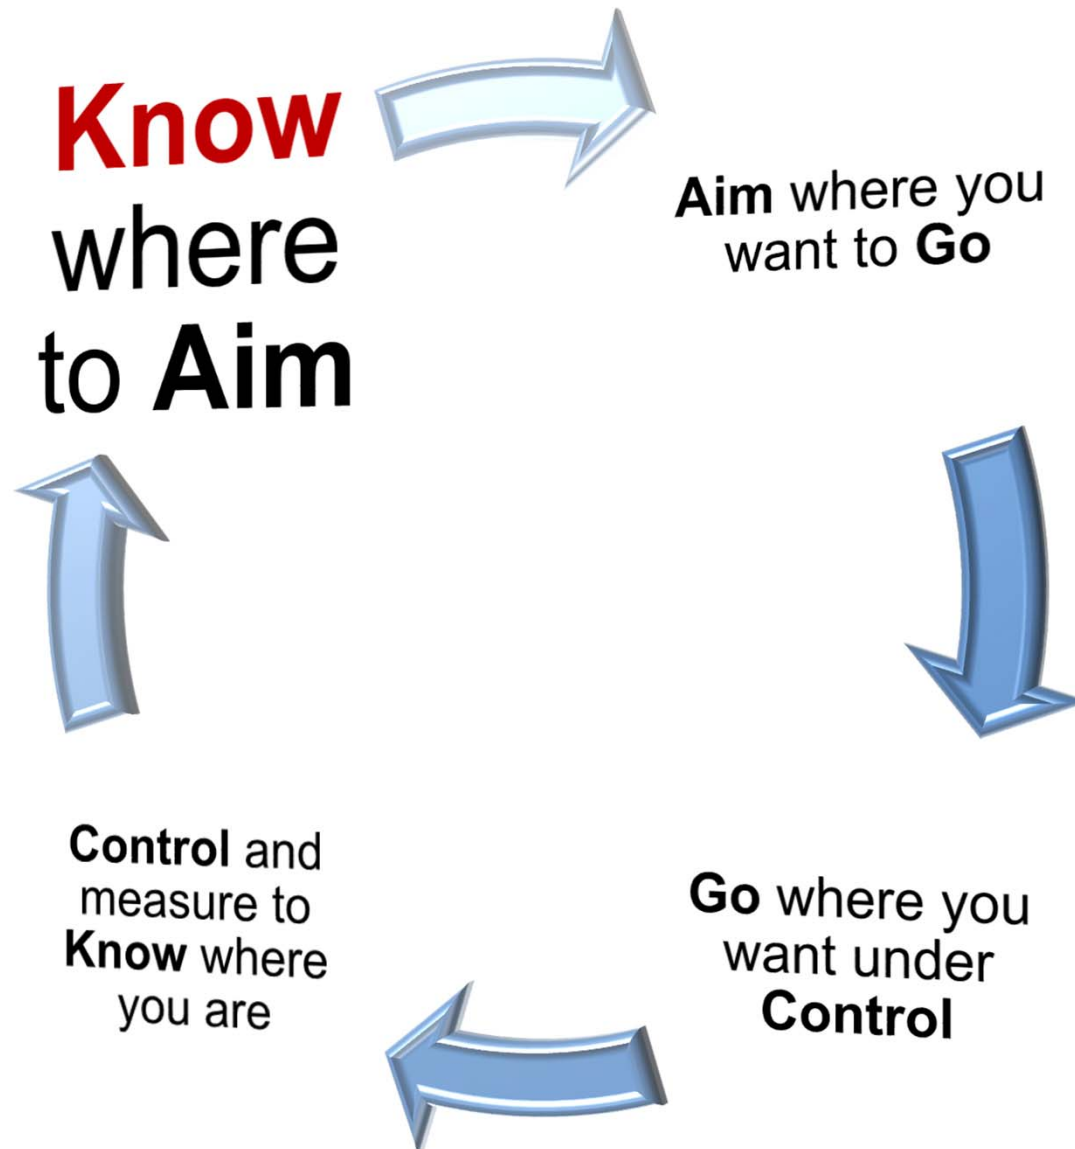 Know
where
to Aim
Aim where you
want to Go
Go where you
want under
Control
Control and
measure to
Know where
you are